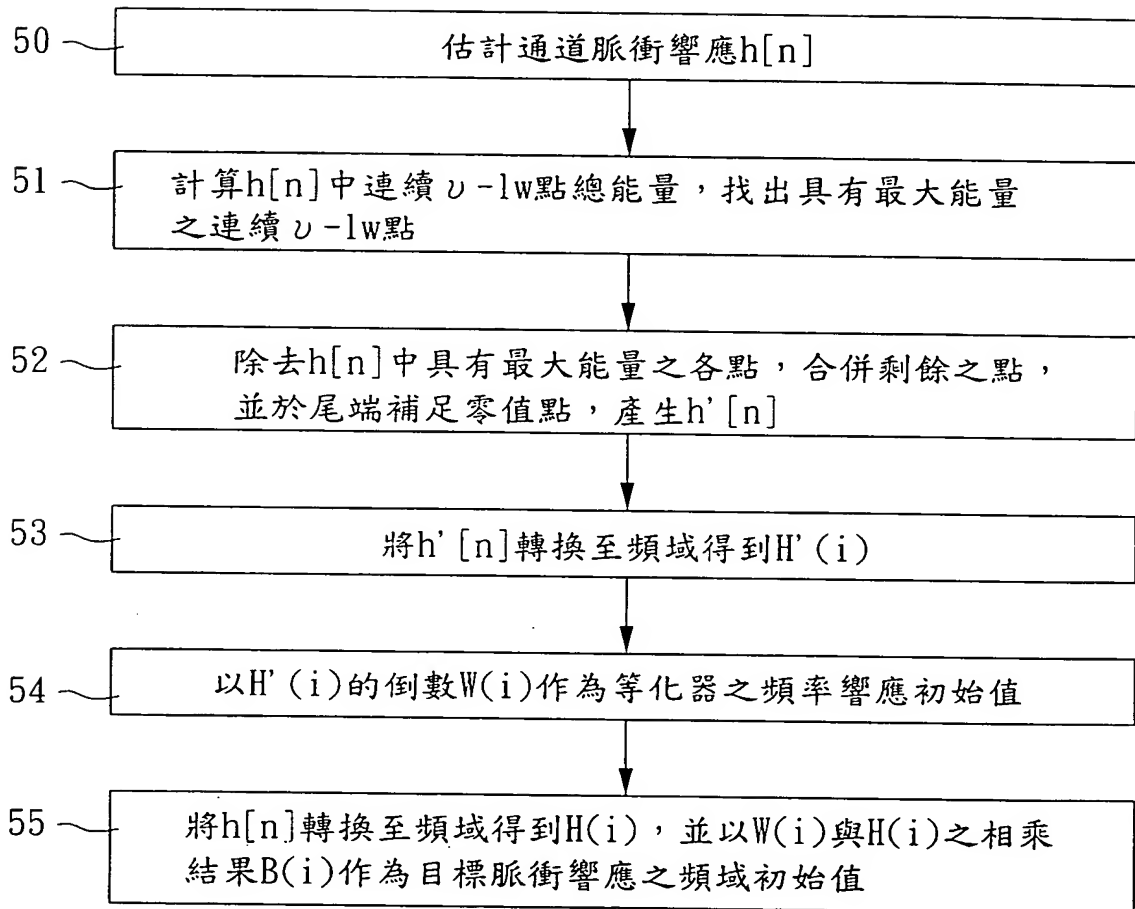 50
估計通道脈衝響應h[n]
51
計算h[n]中連續υ-lw點總能量，找出具有最大能量
之連續υ-lw點
52
除去h[n]中具有最大能量之各點，合併剩餘之點，
並於尾端補足零值點，產生h'[n]
53
將h'[n]轉換至頻域得到H'(i)
54
以H'(i)的倒數W(i)作為等化器之頻率響應初始值
55
將h[n]轉換至頻域得到H(i)，並以W(i)與H(i)之相乘
結果B(i)作為目標脈衝響應之頻域初始值